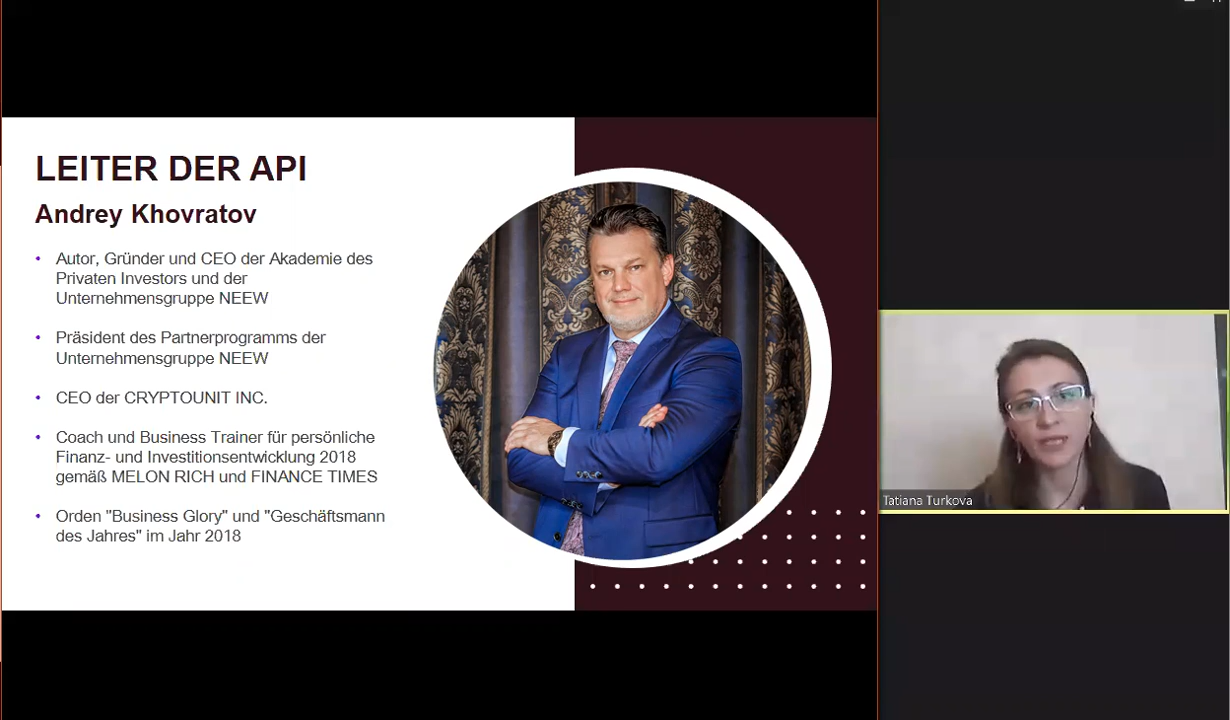 LEITER DER API
Andrey Khovratov
• Autor, Gründer und CEO der Akademie des
Privaten Investors und der
Unternehmensgruppe NEEW
• Präsident des Partnerprogramms der
Unternehmensgruppe NEEW
• CEO der CRYPTOUNIT INC.
• Coach und Business Trainer für persönliche
Finanz- und Investitionsentwicklung 2018
gemäß MELON RICH und FINANCE TIMES
• Orden "Business Glory" und "Geschäftsmann
des Jahres" im Jahr 2018
Tatiana Turkova